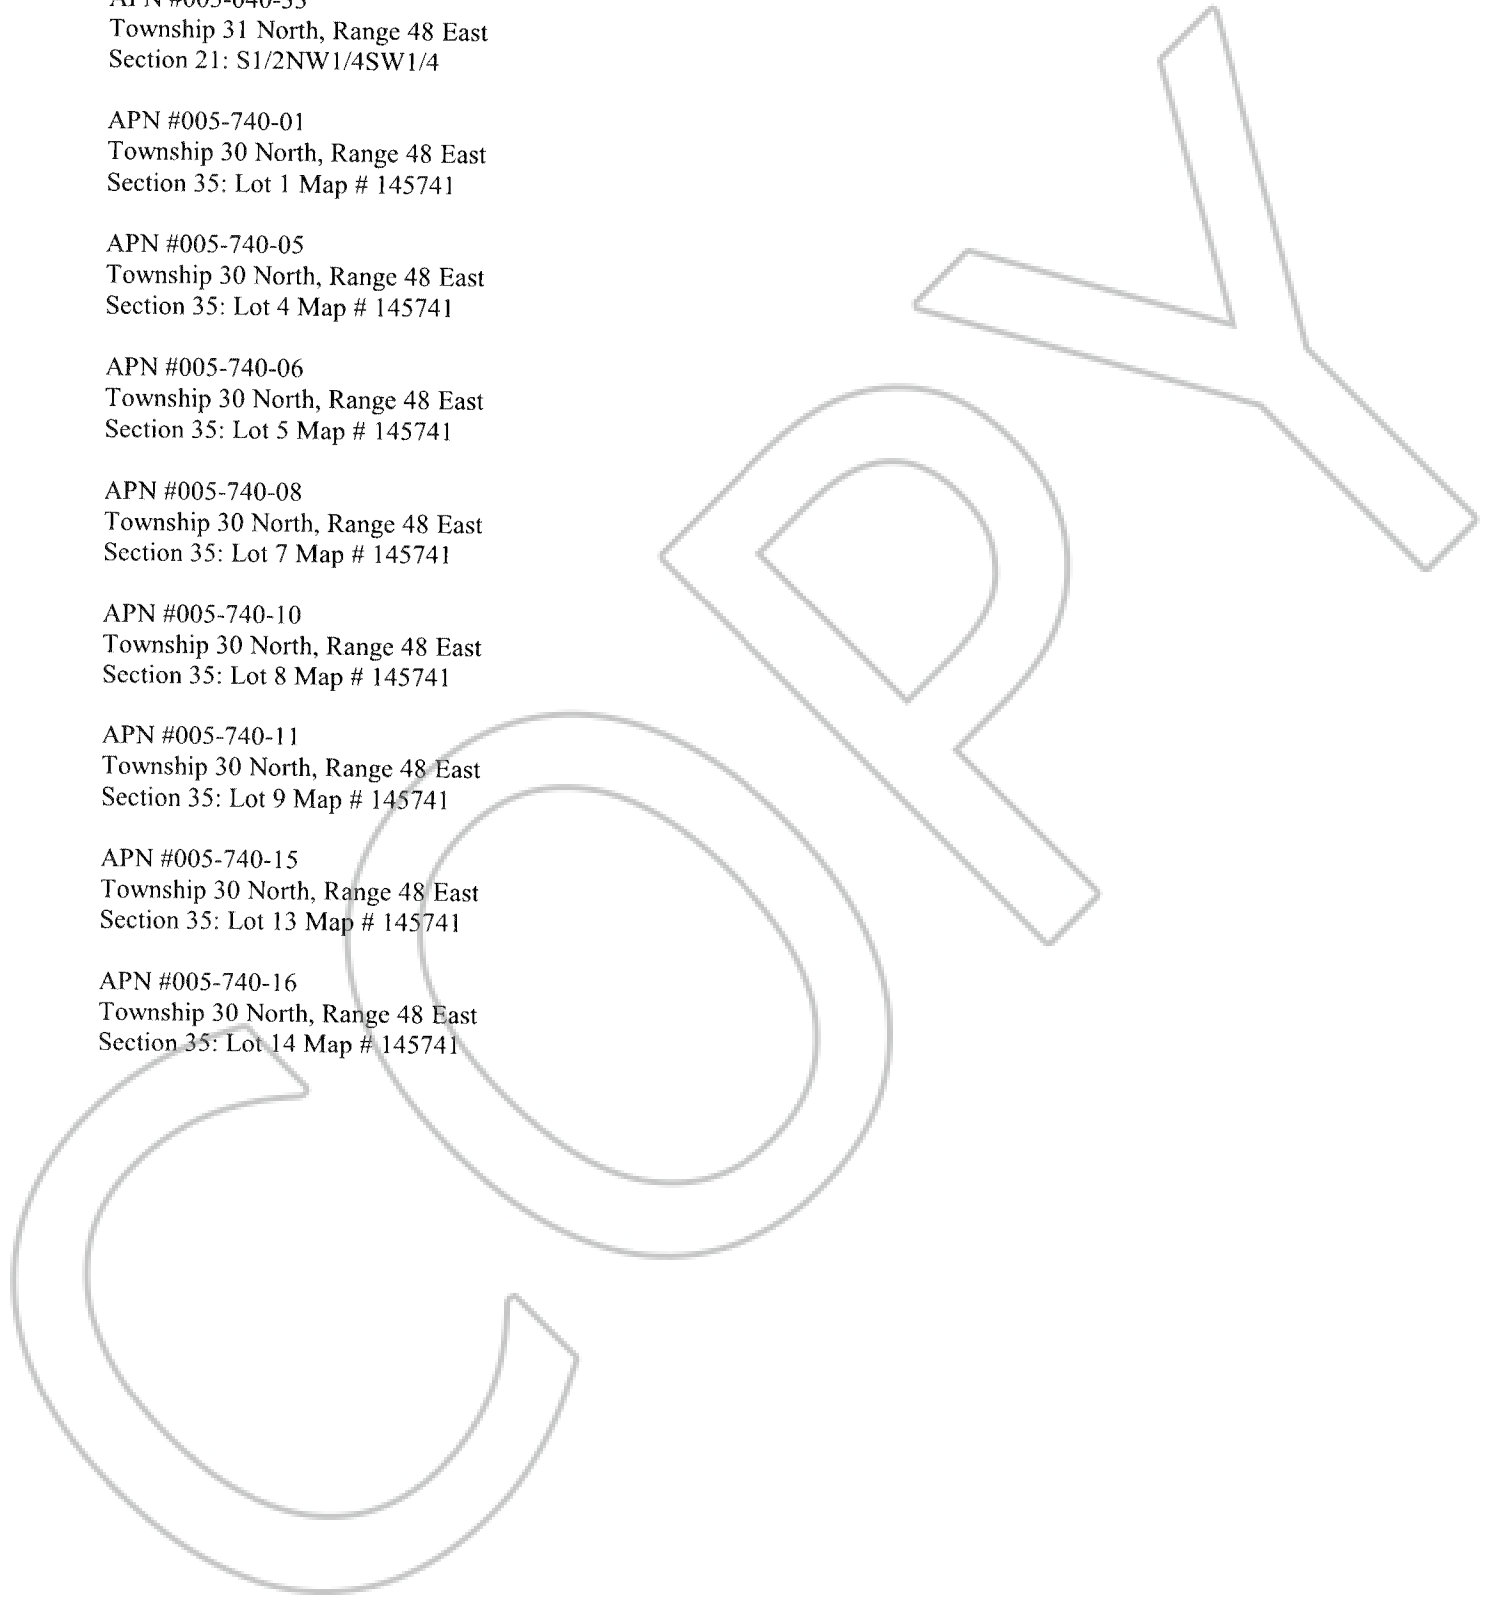 APN #005-640-33
Township 31 North, Range 48 East
Section 21: S1/2NW1/4SW1/4
APN #005-740-01
Township 30 North, Range 48 East
Section 35: Lot 1 Map # 145741
APN #005-740-05
Township 30 North, Range 48 East
Section 35: Lot 4 Map # 145741
APN #005-740-06
Township 30 North, Range 48 East
Section 35: Lot 5 Map # 145741
APN #005-740-08
Township 30 North, Range 48 East
Section 35: Lot 7 Map # 145741
APN #005-740-10
Township 30 North, Range 48 East
Section 35: Lot 8 Map # 145741
APN #005-740-11
Township 30 North, Range 48 East
Section 35: Lot 9 Map # 145741
APN #005-740-15
Township 30 North, Range 48 East
Section 35: Lot 13 Map # 145741
APN #005-740-16
Township 30 North, Range 48 East
Section 35: Lot 14 Map # 145741
COPY